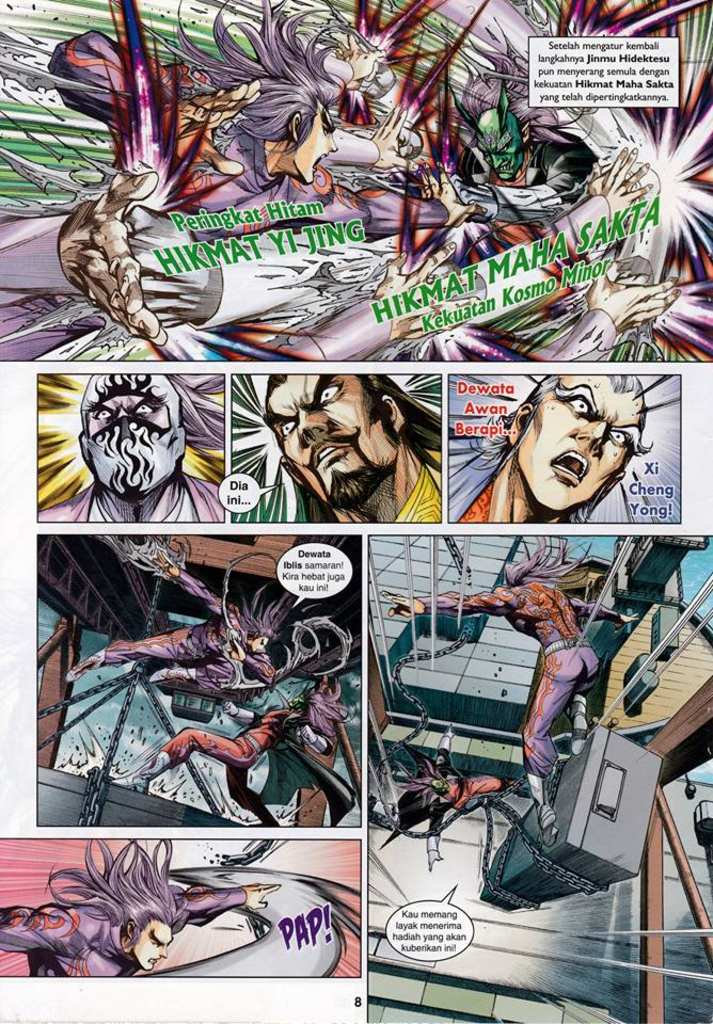 Setelah mengatur kembali
langkahnya Jinmu Hidektesu
pun menyerang semula dengan
kekuatan Hikmat Maha Sakta
yang telah dipertingkatkannya.
Peringkat Hitam
HIKMAT YI JING
HIKMAT MAHA SAKTA
Kekuatan Kosmo Minor
Dia
ini...
Dewata
Awan
Berapi...
Xi
Cheng
Yong!
Dewata
Iblis samaran!
Kira hebat juga
kau ini!
Kau memang
layak menerima
hadiah yang akan
kuberikan ini!
PAP!
8